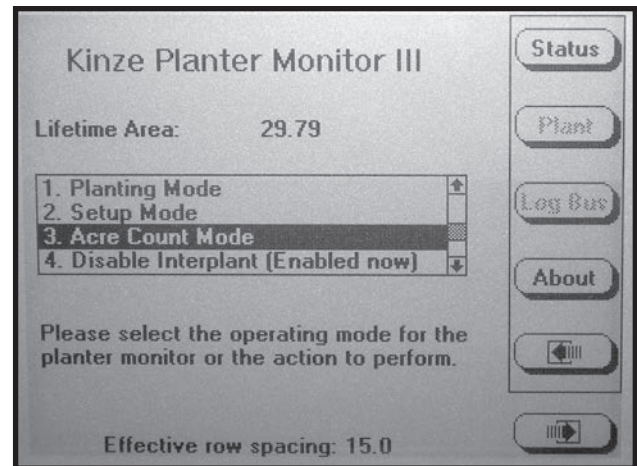 Kinze Planter Monitor III
Lifetime Area: 29.79
1. Planting Mode
2. Setup Mode
3. Acre Count Mode
4. Disable Interplant (Enabled now)
Please select the operating mode for the
planter monitor or the action to perform.
Effective row spacing: 15.0
Status
Plant
Log Bus
About